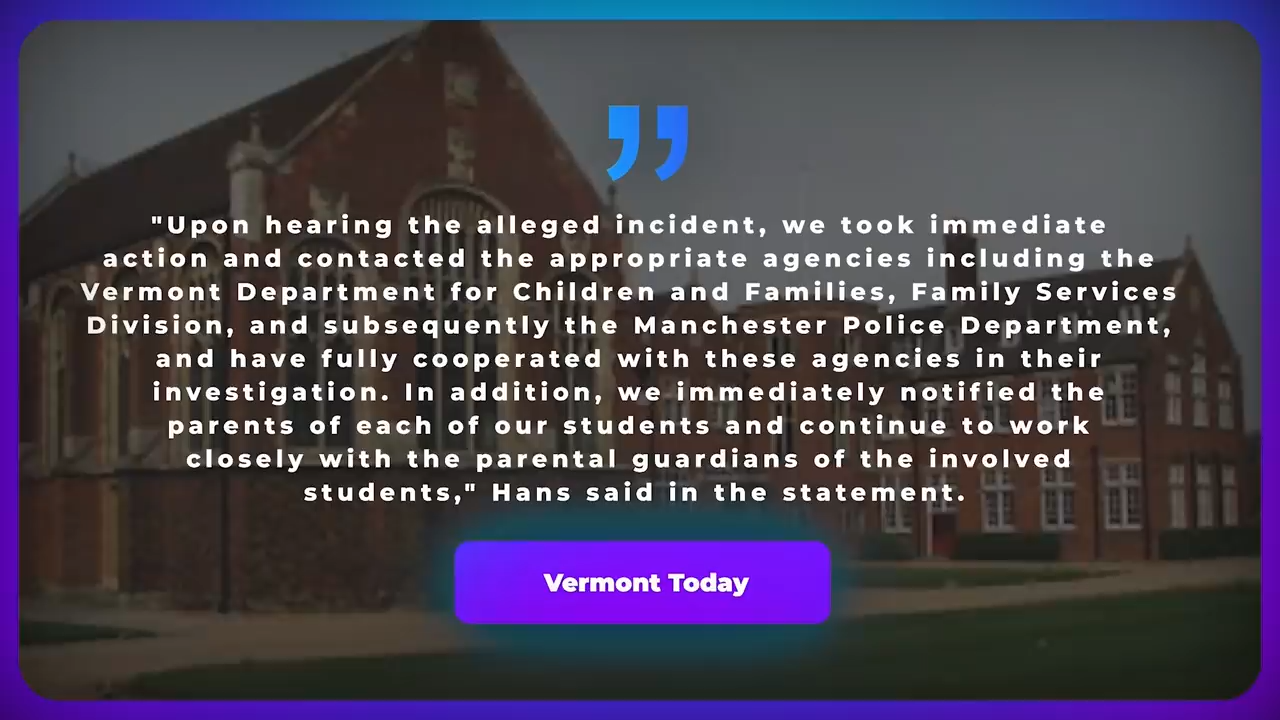 "Upon hearing the alleged incident, we took immediate
action and contacted the appropriate agencies including the
Vermont Department for Children and Families, Family Services
Division, and subsequently the Manchester Police Department,
and have fully cooperated with these agencies in their
investigation. In addition, we immediately notified the
parents of each of our students and continue to work
closely with the parental guardians of the involved
students," Hans said in the statement.
Vermont Today